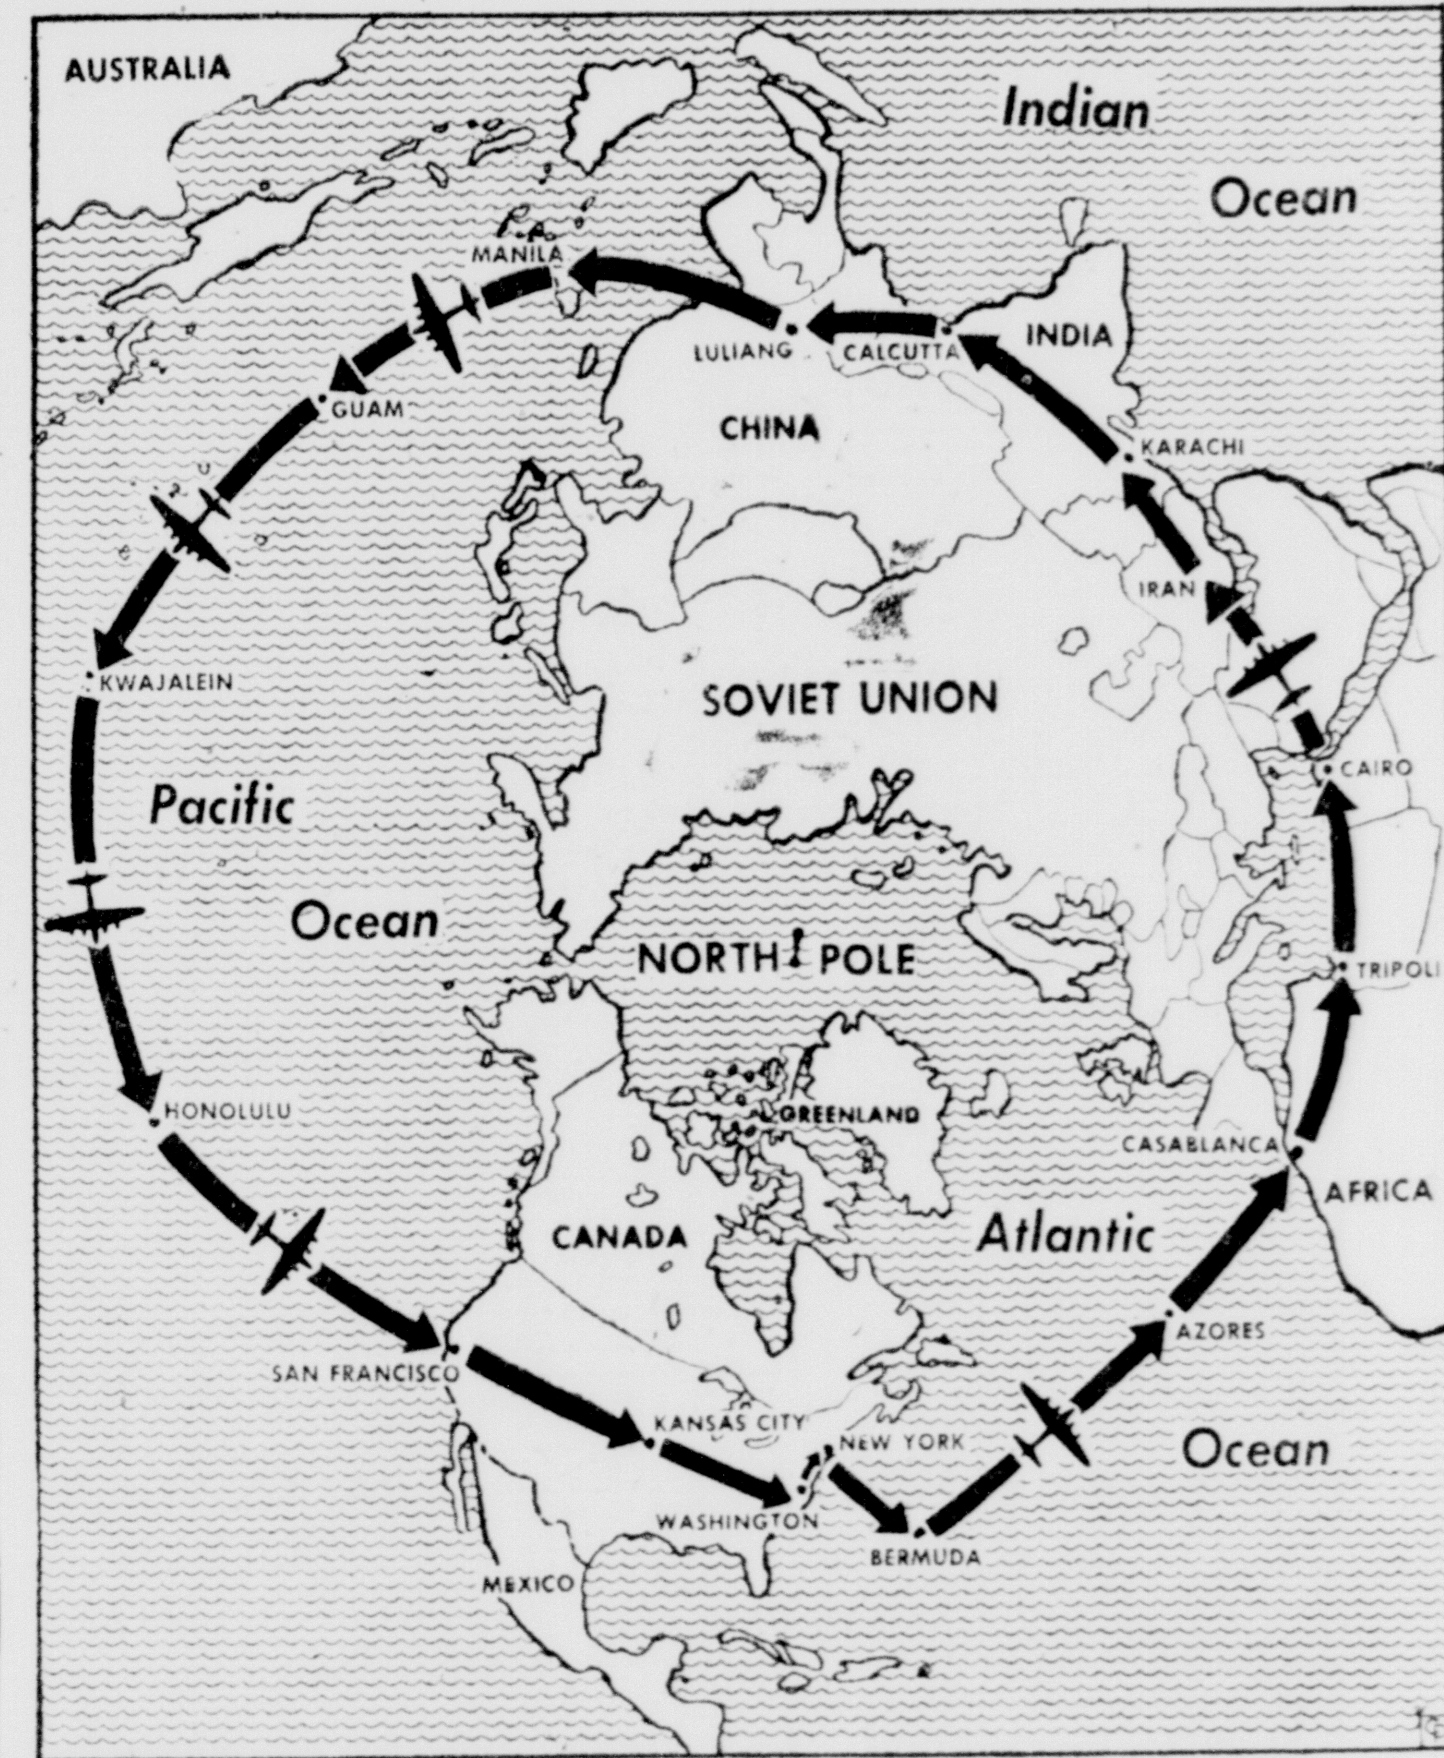 AUSTRALIA
Indian
Ocean
P.A.
MANILA
INDIA
LULIANG
CALCUTTA
GUAM
CHINA
KARACHI
IRAN
KWAJALEIN
SOVIET UNION
CAIRO
Pacific
Ocean
NORTH POLE
TRIPOLI
HONOLULU
GREENLAND
CASABLANCA
AFRICA
CANADA
Atlantic
AZORES
SAN FRANCISCO
KANSAS CITY
NEW YORK
Ocean
WASHINGTON
BERMUDA
MEXICO